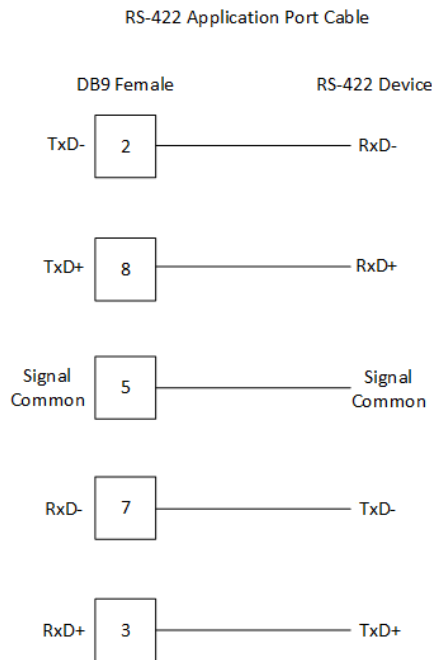 RS-422 Application Port Cable
DB9 Female RS-422 Device
TxD- 2 RxD-
TxD+ 8 RxD+
Signal
Common 5 Signal
Common
RxD- 7 TxD-
RxD+ 3 TxD+